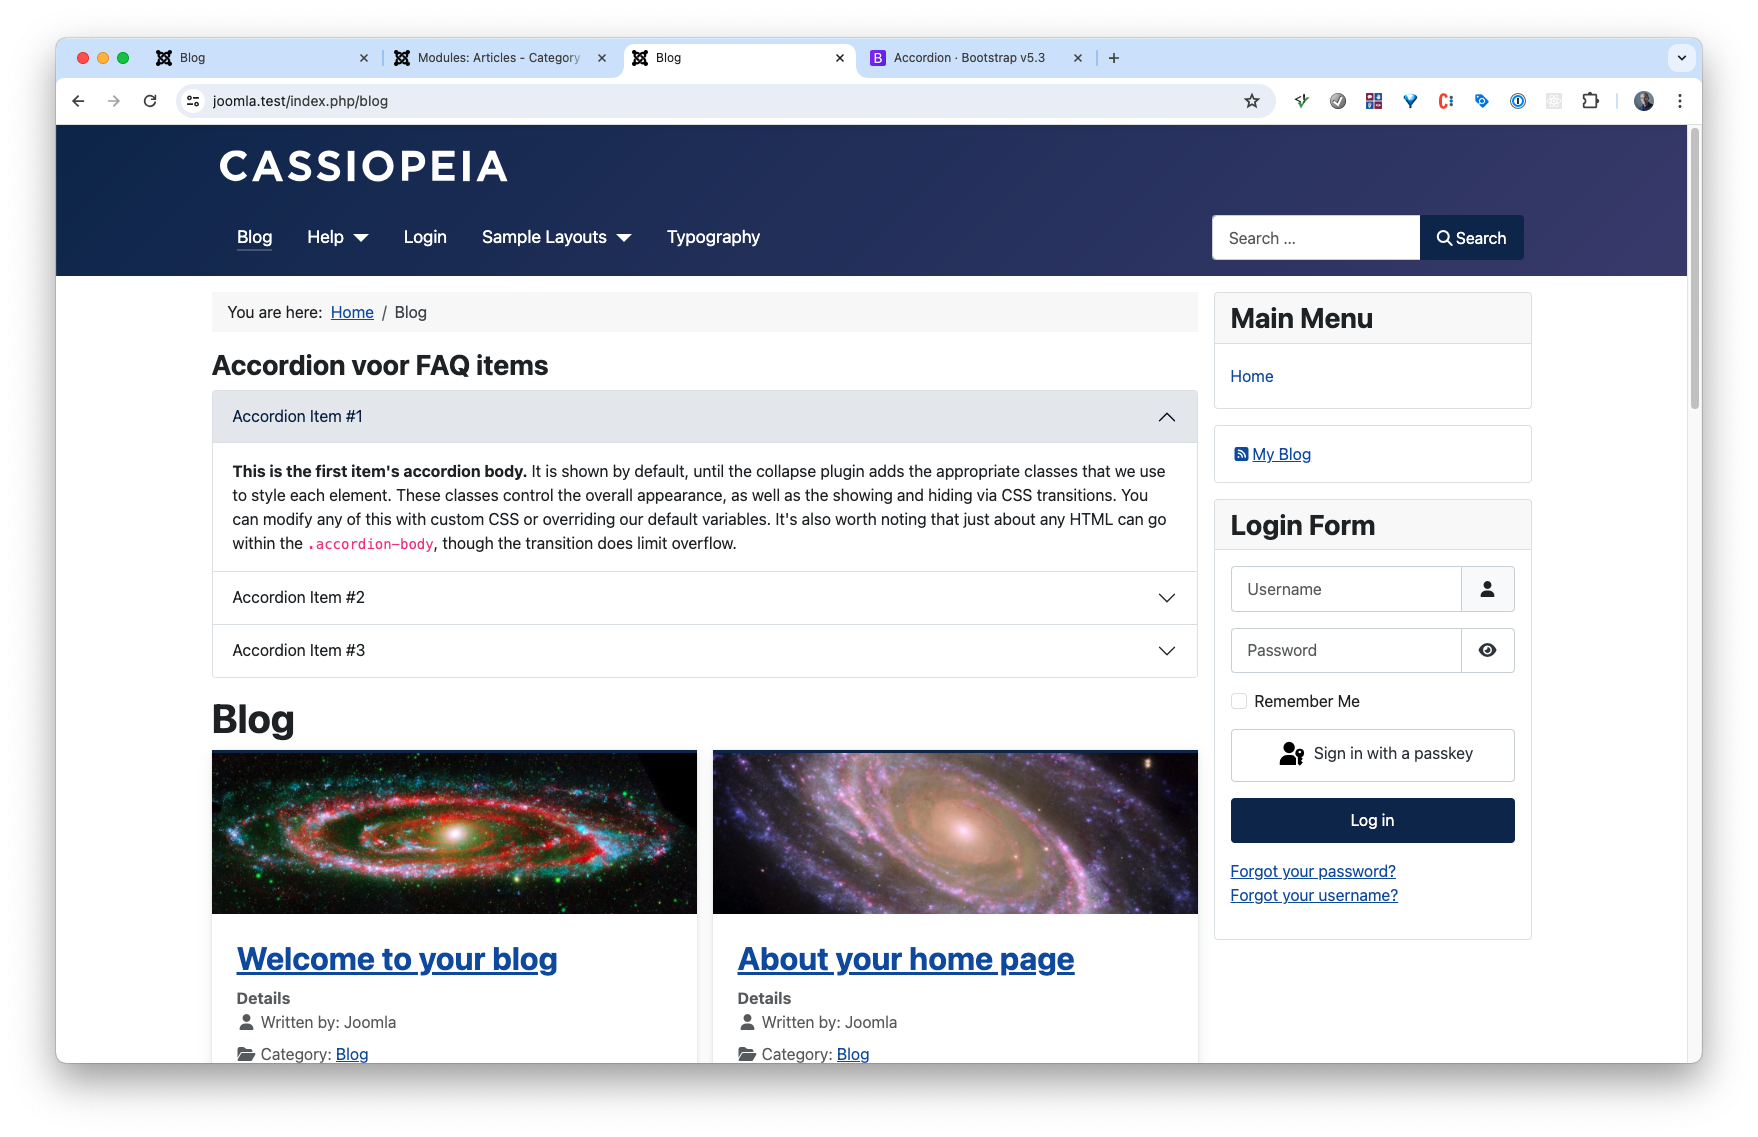 Blog
Modules: Articles - Category
Blog
Accordion · Bootstrap v5.3
joomla.test/index.php/blog
CASSIOPEIA
Blog Help Login Sample Layouts Typography
Search ... Search
You are here: Home / Blog
Accordion voor FAQ items
Accordion Item #1
This is the first item's accordion body. It is shown by default, until the collapse plugin adds the appropriate classes that we use
to style each element. These classes control the overall appearance, as well as the showing and hiding via CSS transitions. You
can modify any of this with custom CSS or overriding our default variables. It's also worth noting that just about any HTML can go
within the .accordion-body, though the transition does limit overflow.
Accordion Item #2
Accordion Item #3
Blog
Welcome to your blog
Details
Written by: Joomla
Category: Blog
About your home page
Details
Written by: Joomla
Category: Blog
Main Menu
Home
My Blog
Login Form
Username
Password
Remember Me
Sign in with a passkey
Log in
Forgot your password?
Forgot your username?